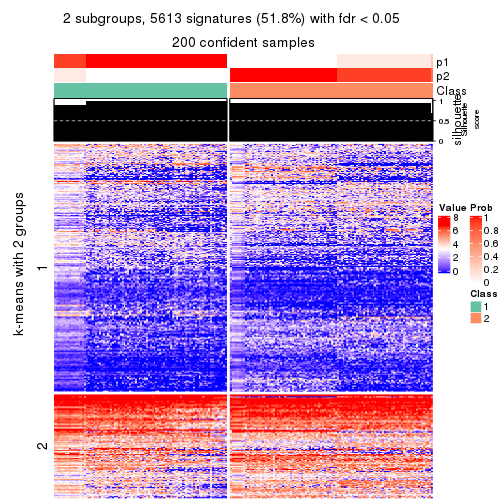 2 subgroups, 5613 signatures (51.8%) with fdr < 0.05
200 confident samples
p1
p2
Class
1
0.5
0
silhouette
Silhouette
score
k-means with 2 groups
1
2
Value
8
6
4
2
0
Prob
1
0.8
0.6
0.4
0.2
0
Class
1
2